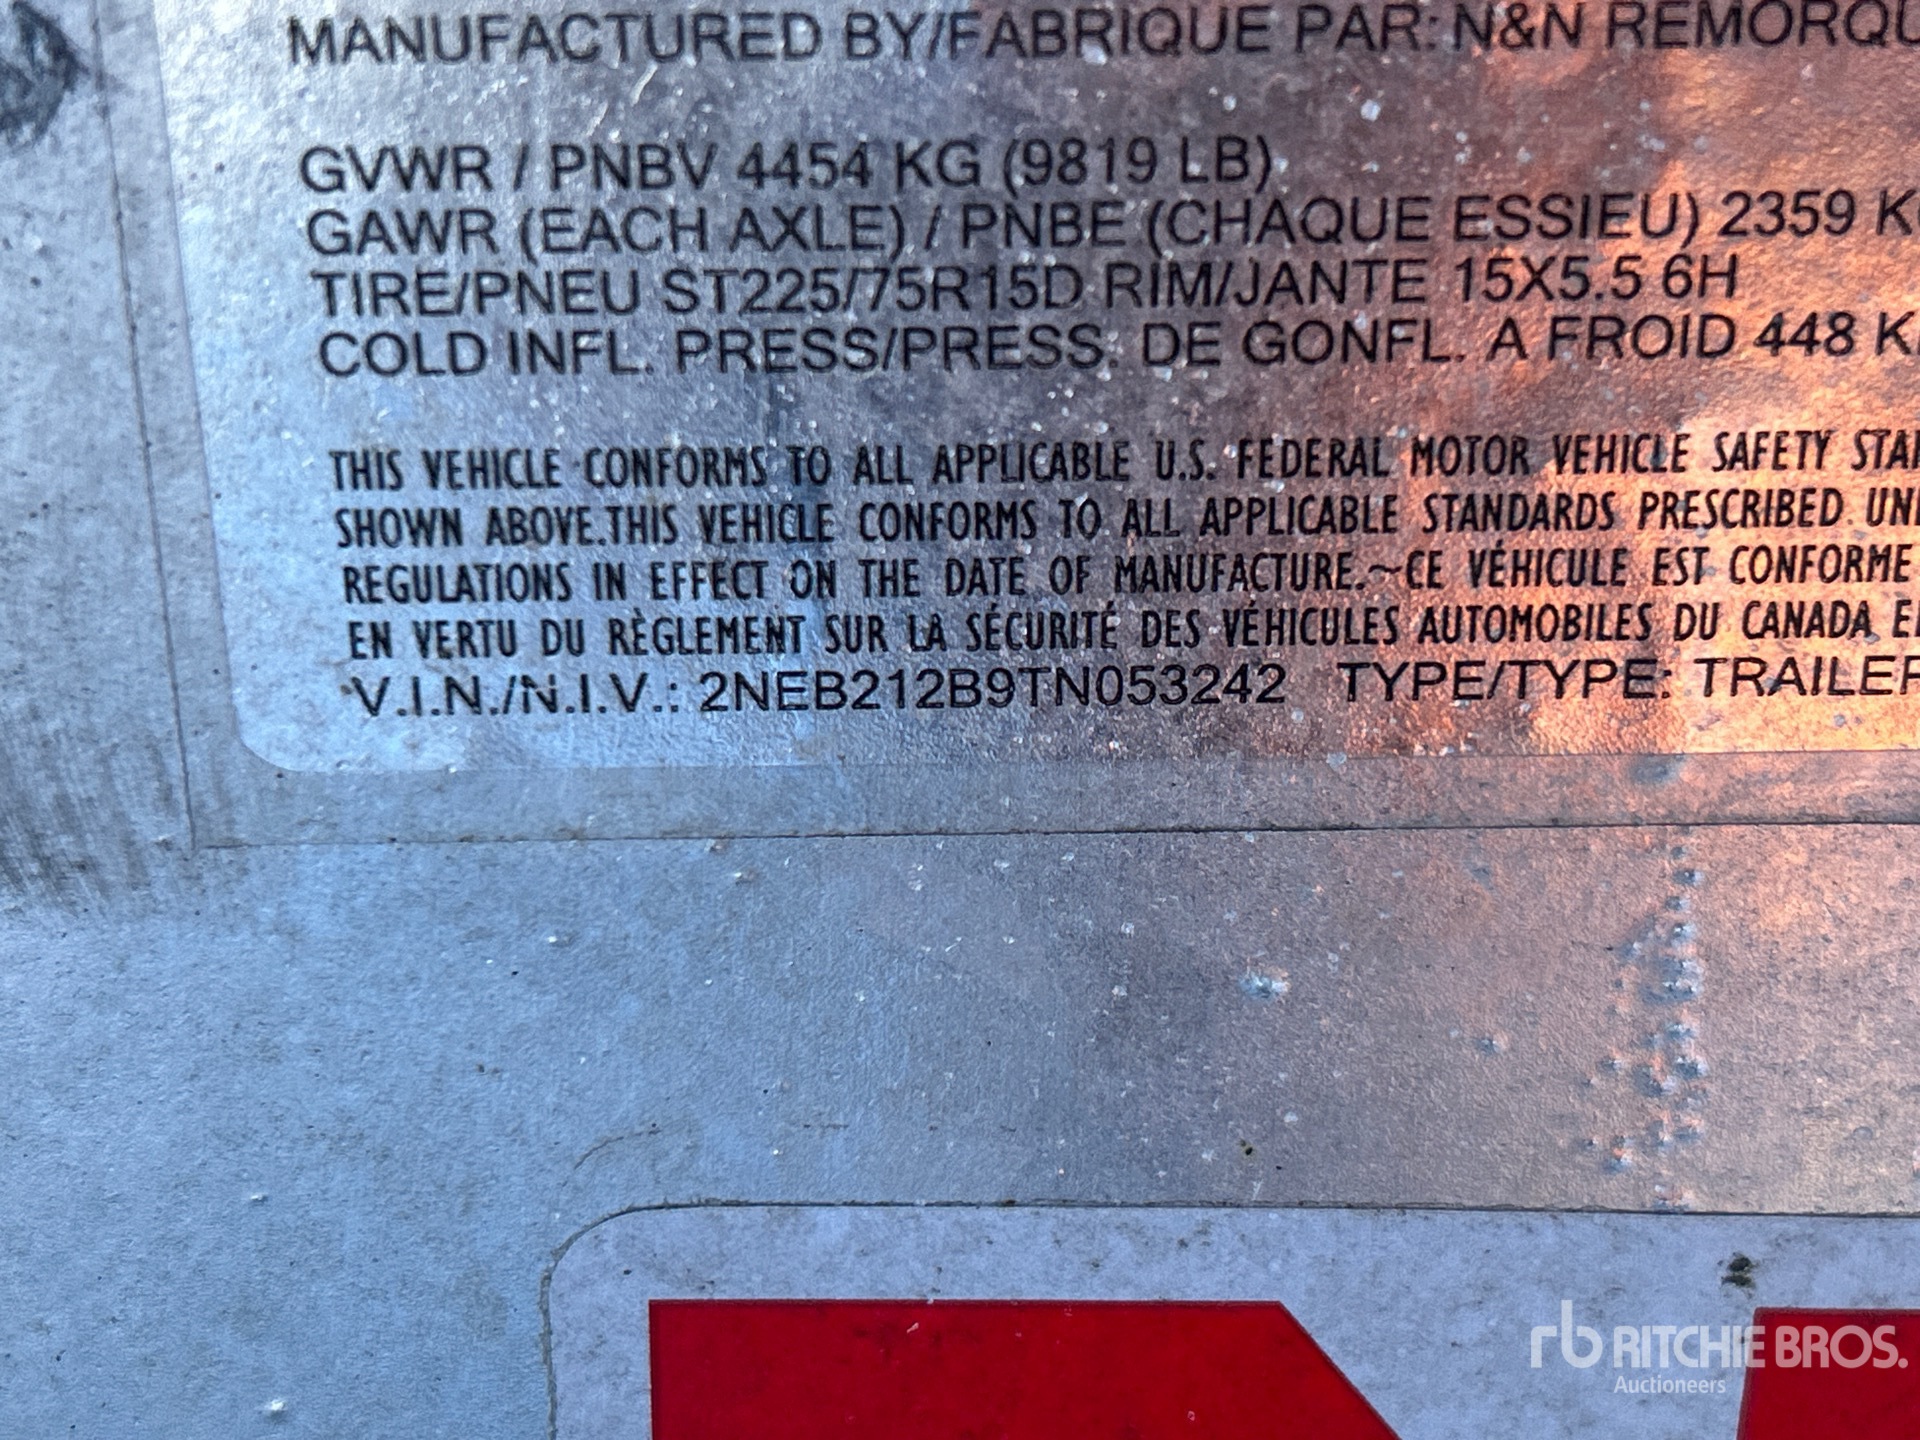 MANUFACTURED BY/FABRIQUE PAR: N&N REMORQU
GVWR / PNBV 4454 KG (9819 LB)
GAWR (EACH AXLE) / PNBE (CHAQUE ESSIEU) 2359 K
TIRE/PNEU ST225/75R15D RIM/JANTE 15X5.5 6H
COLD INFL. PRESS/PRESS. DE GONFL. A FROID 448 K
THIS VEHICLE CONFORMS TO ALL APPLICABLE U.S. FEDERAL MOTOR VEHICLE SAFETY STA
SHOWN ABOVE.THIS VEHICLE CONFORMS TO ALL APPLICABLE STANDARDS PRESCRIBED UN
REGULATIONS IN EFFECT ON THE DATE OF MANUFACTURE.~CE VÉHICULE EST CONFORME
EN VERTU DU RÈGLEMENT SUR LA SÉCURITÉ DES VÉHICULES AUTOMOBILES DU CANADA E
V.I.N./N.I.V.: 2NEB212B9TN053242 TYPE/TYPE: TRAILER
rb RITCHIE BROS.
Auctioneers